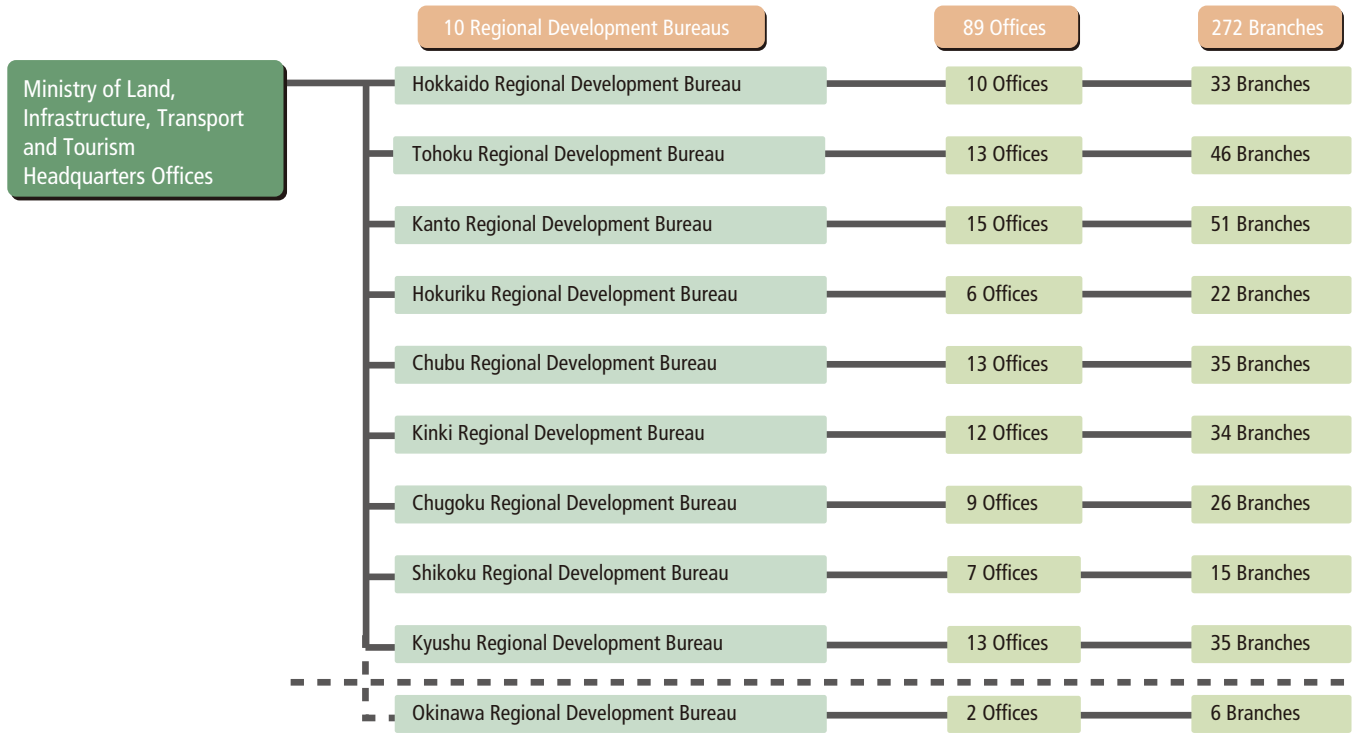 10 Regional Development Bureaus
89 Offices
272 Branches
Ministry of Land,
Infrastructure, Transport
and Tourism
Headquarters Offices
Hokkaido Regional Development Bureau
10 Offices
33 Branches
Tohoku Regional Development Bureau
13 Offices
46 Branches
Kanto Regional Development Bureau
15 Offices
51 Branches
Hokuriku Regional Development Bureau
6 Offices
22 Branches
Chubu Regional Development Bureau
13 Offices
35 Branches
Kinki Regional Development Bureau
12 Offices
34 Branches
Chugoku Regional Development Bureau
9 Offices
26 Branches
Shikoku Regional Development Bureau
7 Offices
15 Branches
Kyushu Regional Development Bureau
13 Offices
35 Branches
Okinawa Regional Development Bureau
2 Offices
6 Branches